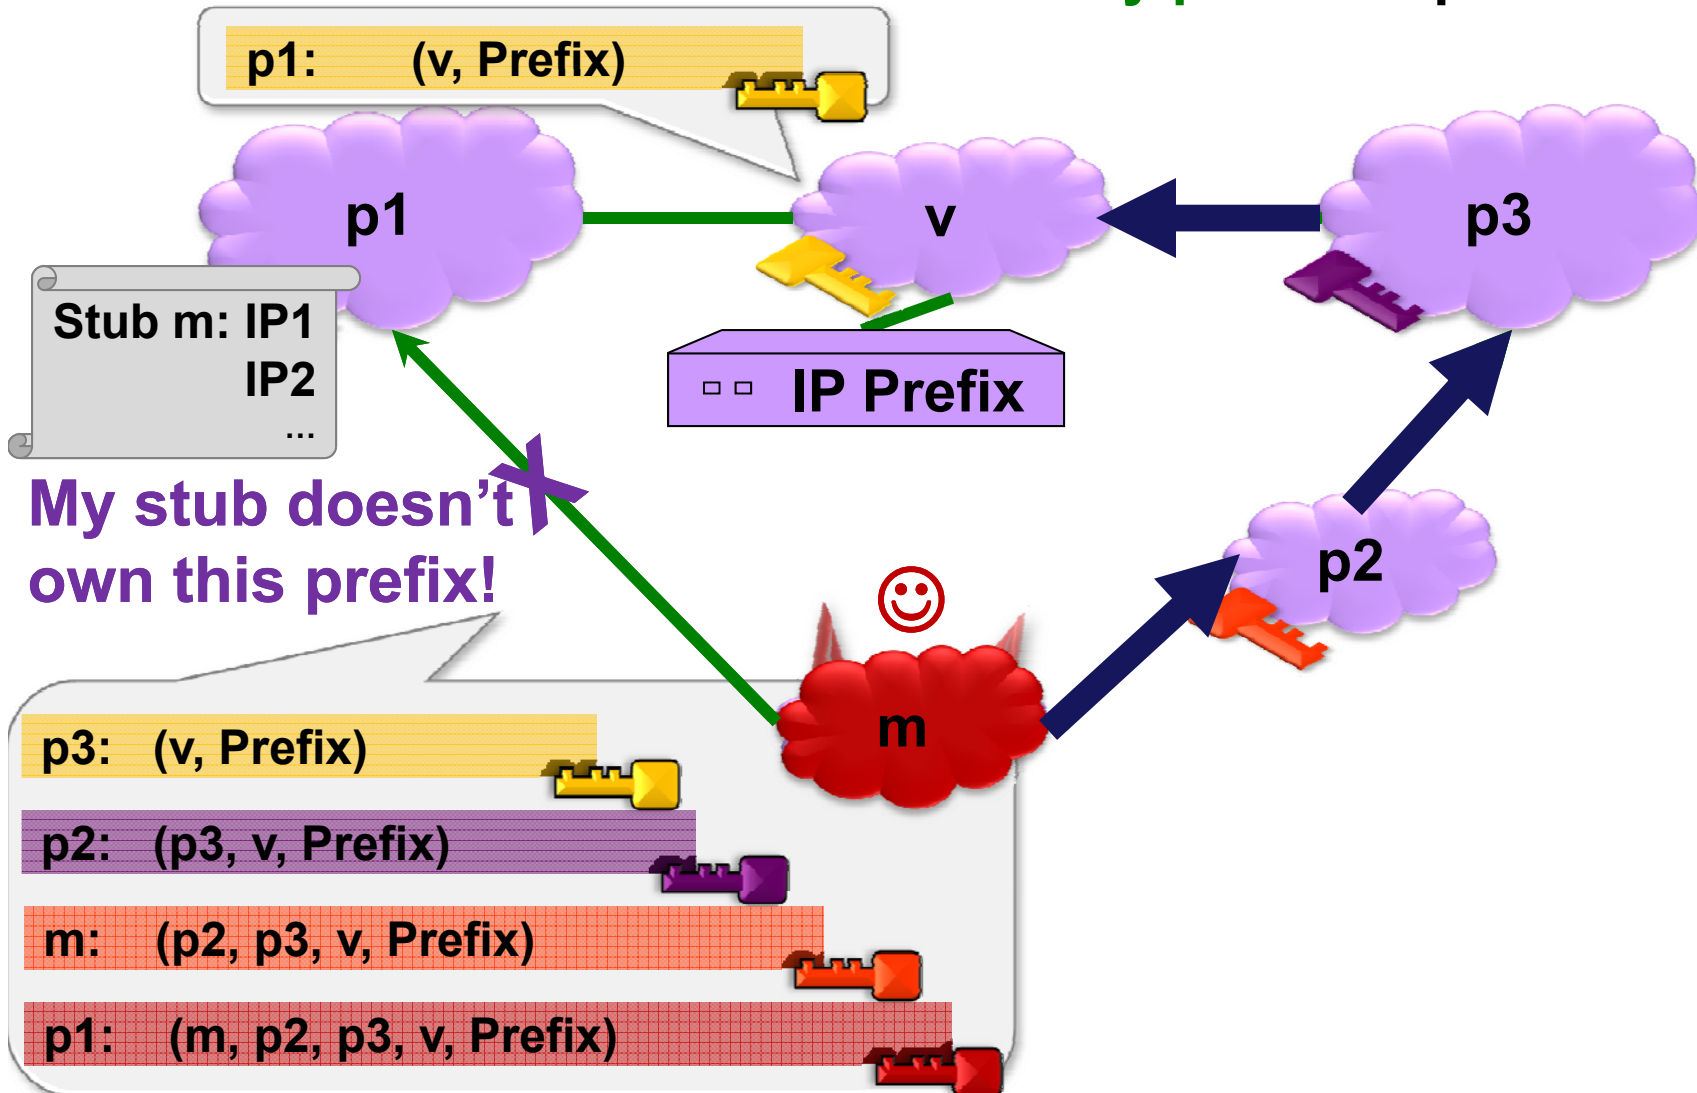 p1: (v, Prefix)
p1
v
p3
Stub m: IP1
IP2
...
IP Prefix
My stub doesn't
own this prefix!
p2
m
p3: (v, Prefix)
p2: (p3, v, Prefix)
m: (p2, p3, v, Prefix)
p1: (m, p2, p3, v, Prefix)